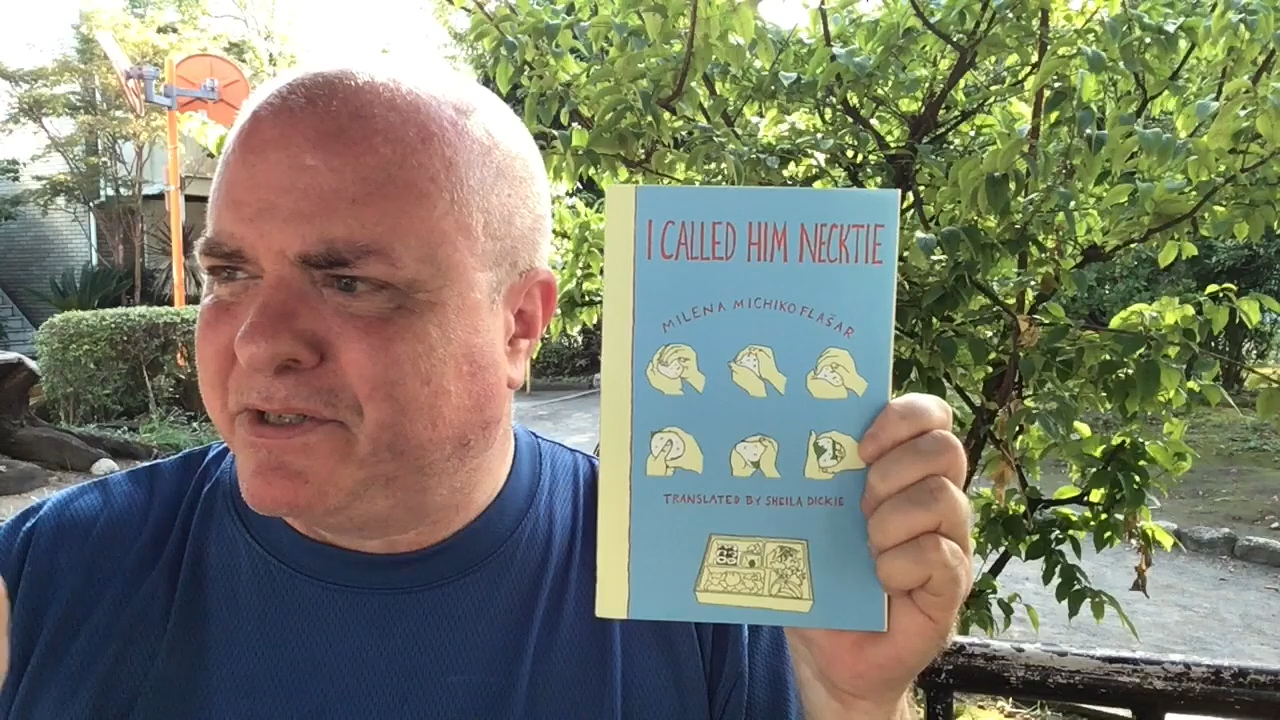 I CALLED HIM NECKTIE
MILENA MICHIKO FLAŠAR
TRANSLATED BY SHEILA DICKIE